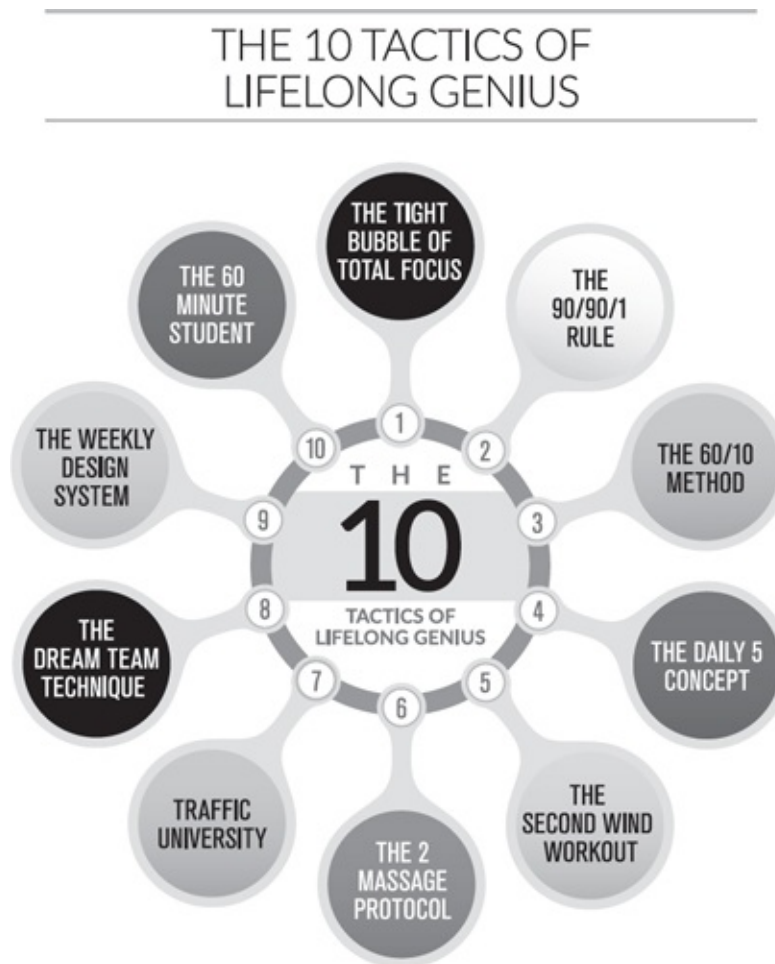 THE 10 TACTICS OF
LIFELONG GENIUS
THE TIGHT
BUBBLE OF
TOTAL FOCUS
THE
90/90/1
RULE
THE 60/10
METHOD
THE DAILY 5
CONCEPT
THE
SECOND WIND
WORKOUT
THE 2
MASSAGE
PROTOCOL
TRAFFIC
UNIVERSITY
THE
DREAM TEAM
TECHNIQUE
THE WEEKLY
DESIGN
SYSTEM
THE 60
MINUTE
STUDENT
1
2
3
4
5
6
7
8
9
10
THE
10
TACTICS OF
LIFELONG GENIUS